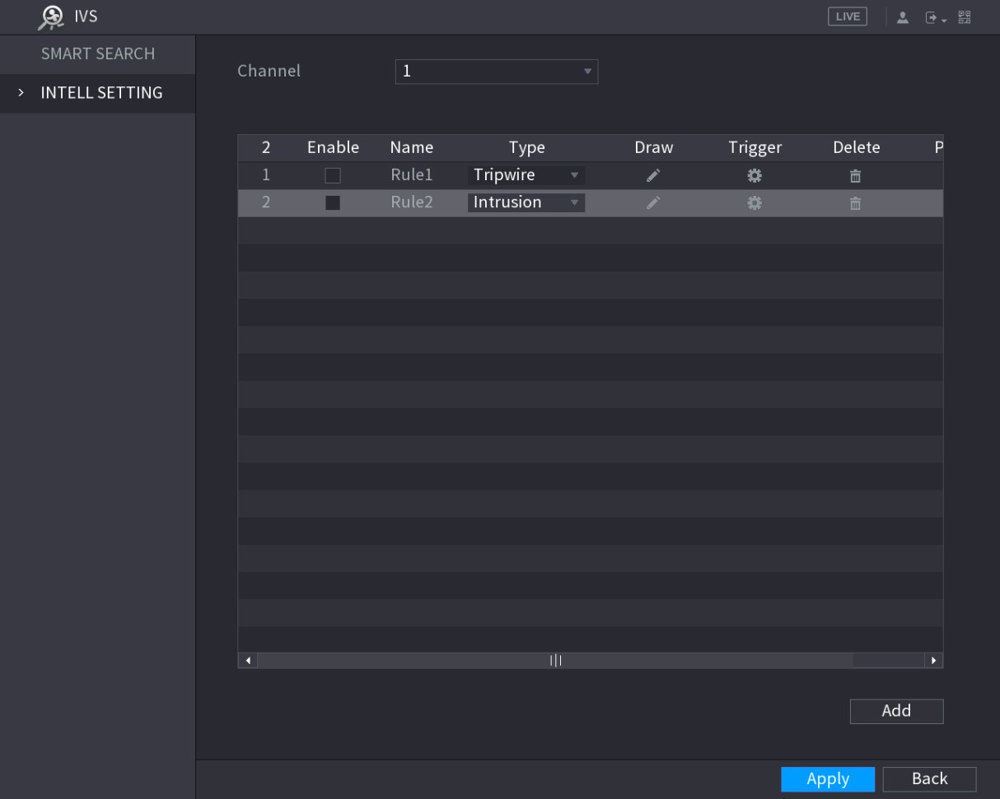 IVS
LIVE
SMART SEARCH
INTELL SETTING
Channel 1
2 Enable Name Type Draw Trigger Delete P
1 Rule1 Tripwire
2 Rule2 Intrusion
Add
Apply Back